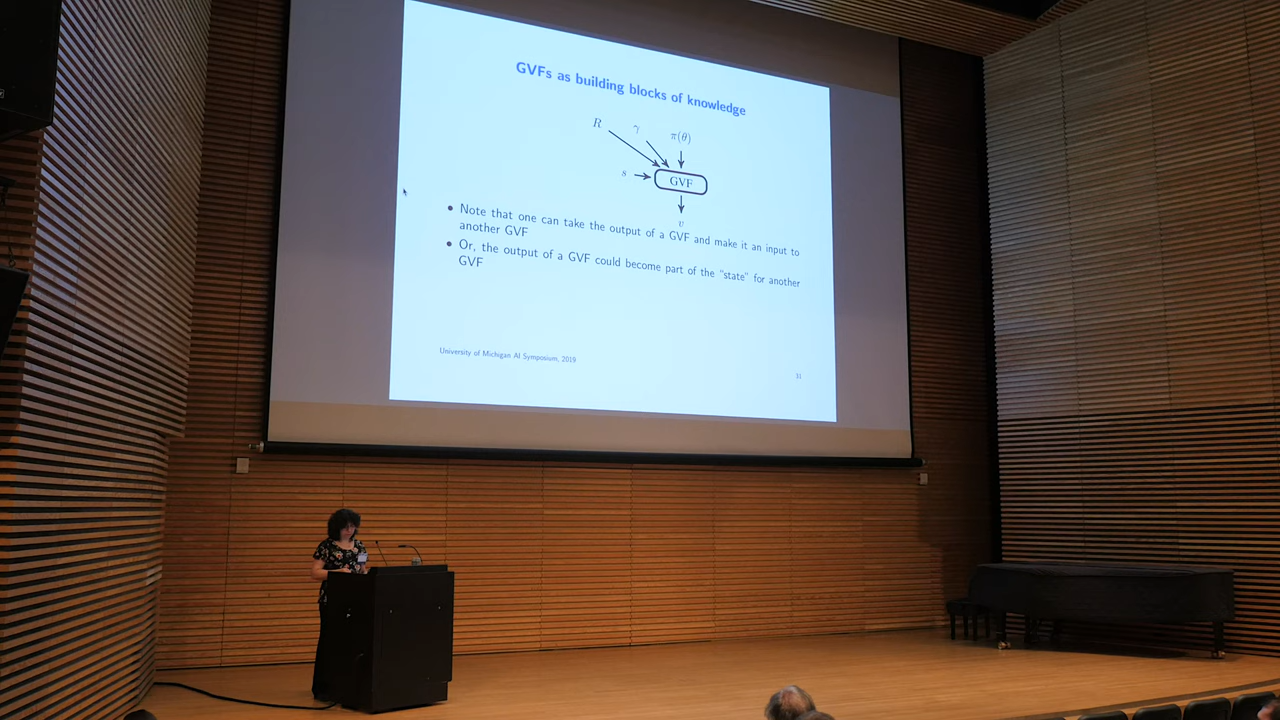 GVFs as building blocks of knowledge
R
γ
π(θ)
s
GVF
v
• Note that one can take the output of a GVF and make it an input to
another GVF
• Or, the output of a GVF could become part of the "state" for another
GVF
University of Michigan AI Symposium, 2019